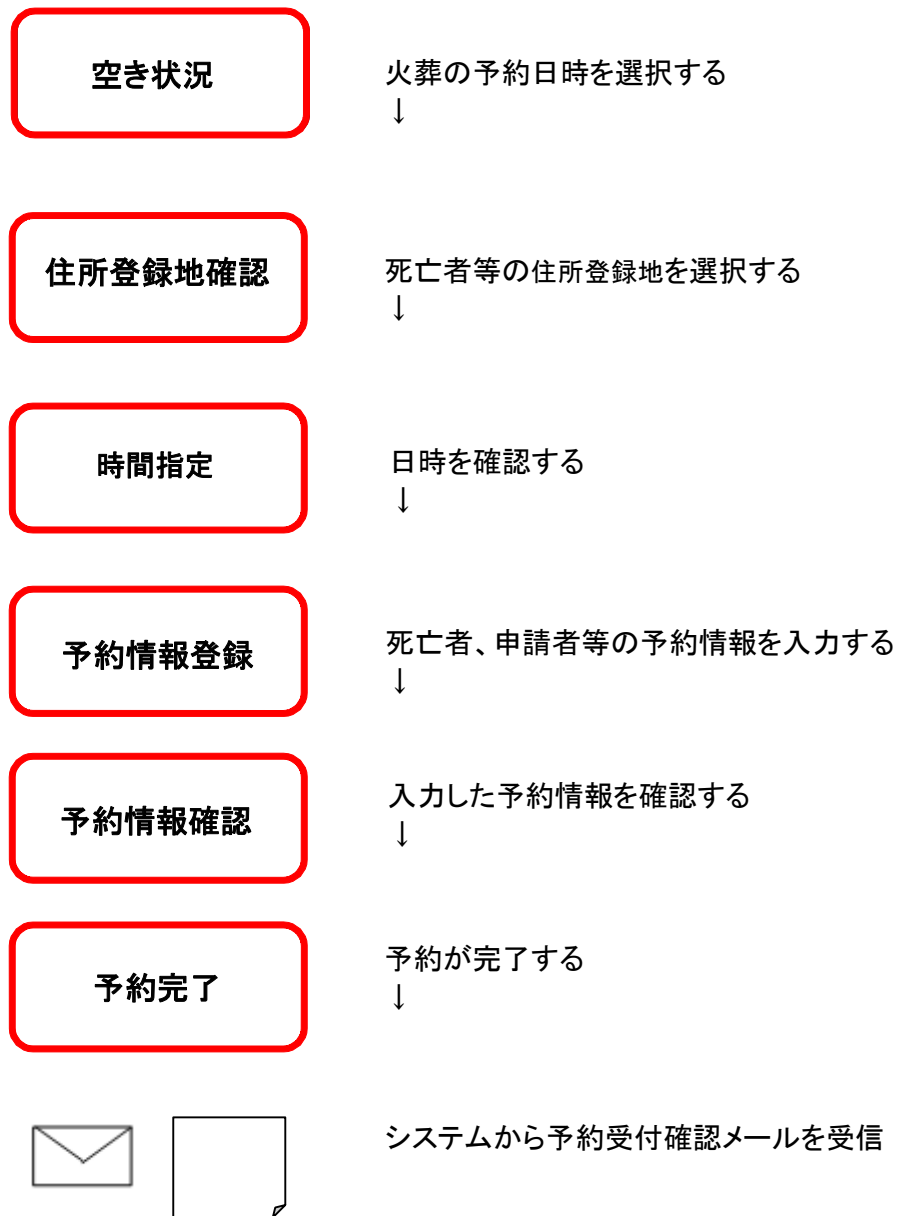 空き状況
火葬の予約日時を選択する
↓
住所登録地確認
死亡者等の住所登録地を選択する
↓
時間指定
日時を確認する
↓
予約情報登録
死亡者、申請者等の予約情報を入力する
↓
予約情報確認
入力した予約情報を確認する
↓
予約完了
予約が完了する
↓
システムから予約受付確認メールを受信